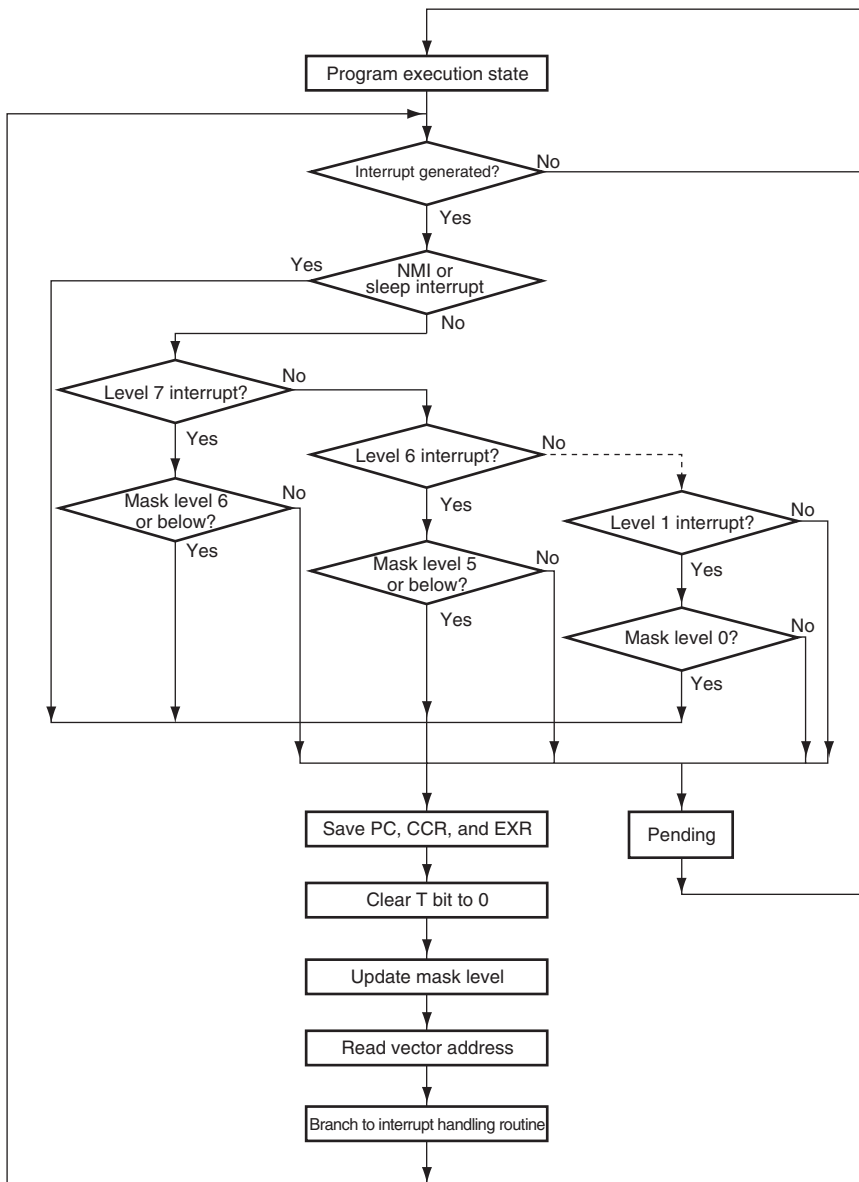 Program execution state
Interrupt generated?
No
Yes
Yes
NMI or
sleep interrupt
No
Level 7 interrupt?
No
Yes
Level 6 interrupt?
No
Mask level 6
or below?
No
Yes
Yes
Level 1 interrupt?
No
Mask level 5
or below?
No
Yes
Yes
Mask level 0?
No
Yes
Save PC, CCR, and EXR
Pending
Clear T bit to 0
Update mask level
Read vector address
Branch to interrupt handling routine